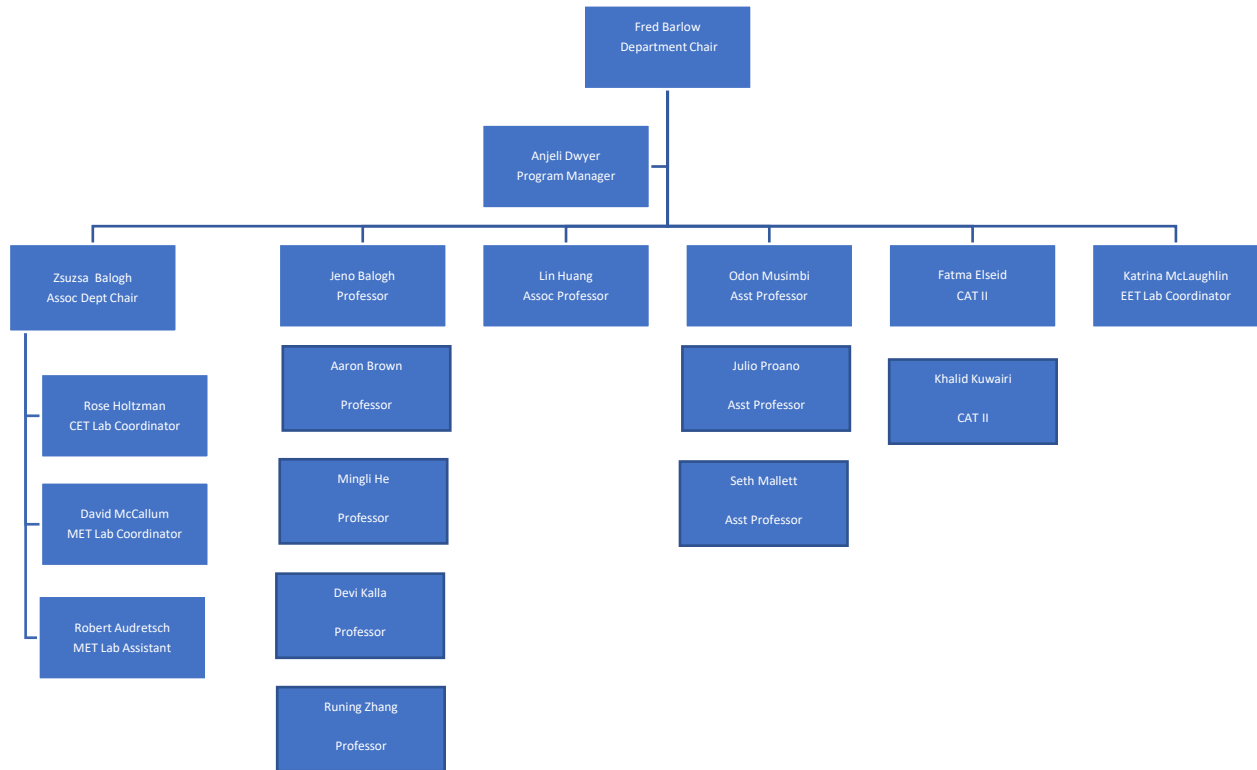 Fred Barlow
Department Chair
Anjeli Dwyer
Program Manager
Zsuzsa  Balogh
Assoc Dept Chair
Jeno Balogh
Professor
Lin Huang
Assoc Professor
Odon Musimbi
Asst Professor
Fatma Elseid
CAT II
Katrina McLaughlin
EET Lab Coordinator
Rose Holtzman
CET Lab Coordinator
David McCallum
MET Lab Coordinator
Robert Audretsch
MET Lab Assistant
Aaron Brown
Professor
Mingli He
Professor
Devi Kalla
Professor
Runing Zhang
Professor
Julio Proano
Asst Professor
Seth Mallett
Asst Professor
Khalid Kuwairi
CAT II